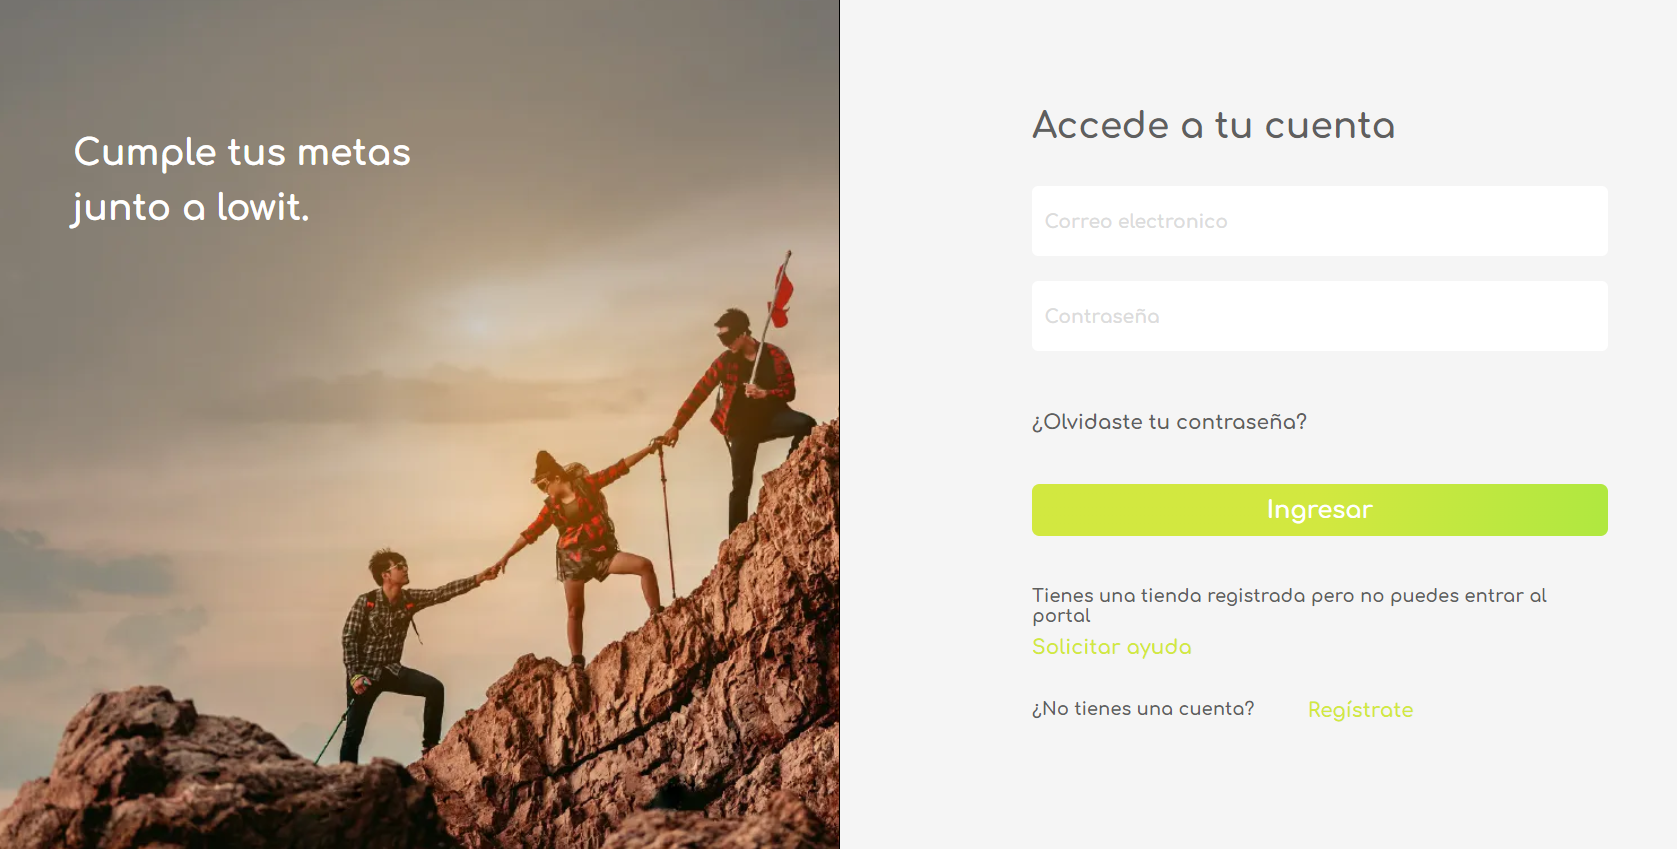 Cumple tus metas
junto a lowit.
Accede a tu cuenta
Correo electronico
Contraseña
¿Olvidaste tu contraseña?
Ingresar
Tienes una tienda registrada pero no puedes entrar al
portal
Solicitar ayuda
¿No tienes una cuenta? Regístrate